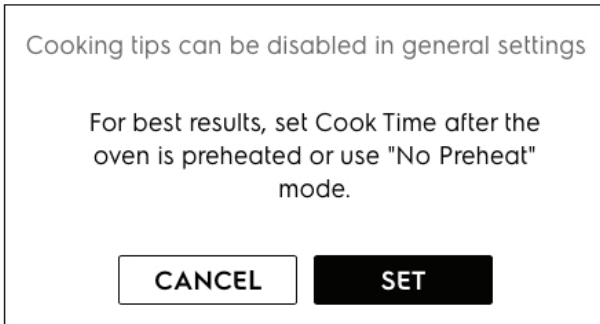 Cooking tips can be disabled in general settings
For best results, set Cook Time after the
oven is preheated or use "No Preheat"
mode.
CANCEL
SET